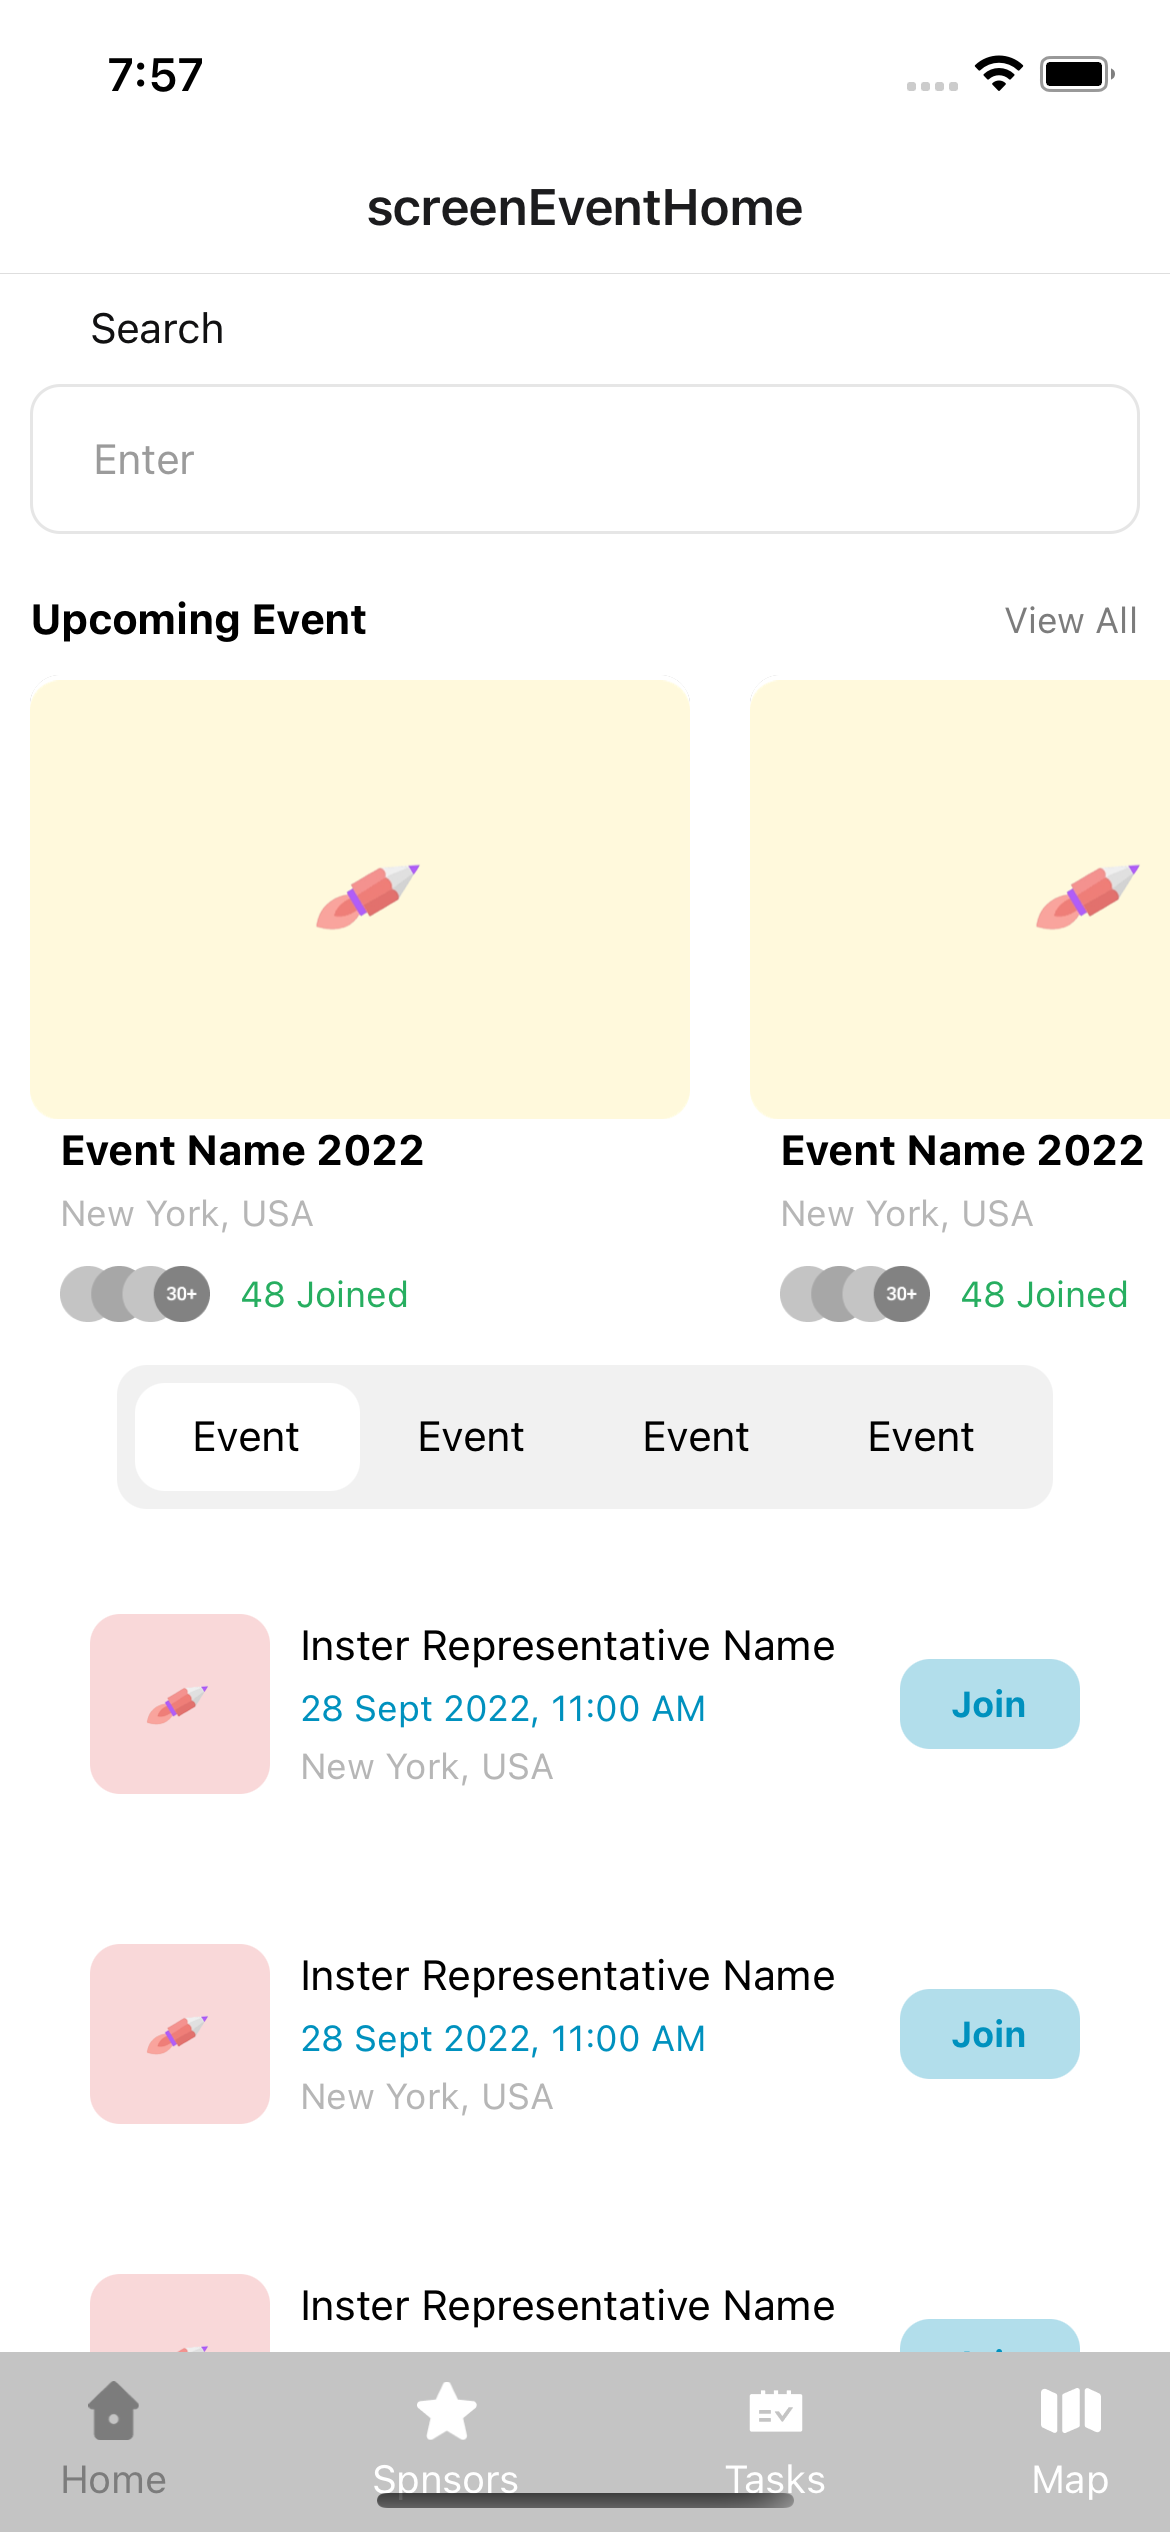 7:57
screenEventHome
Search
Enter
Upcoming Event
View All
Event Name 2022
New York, USA
30+
48 Joined
Event Name 2022
New York, USA
30+
48 Joined
Event
Event
Event
Event
Inster Representative Name
28 Sept 2022, 11:00 AM
New York, USA
Join
Inster Representative Name
28 Sept 2022, 11:00 AM
New York, USA
Join
Inster Representative Name
Home
Spnsors
Tasks
Map